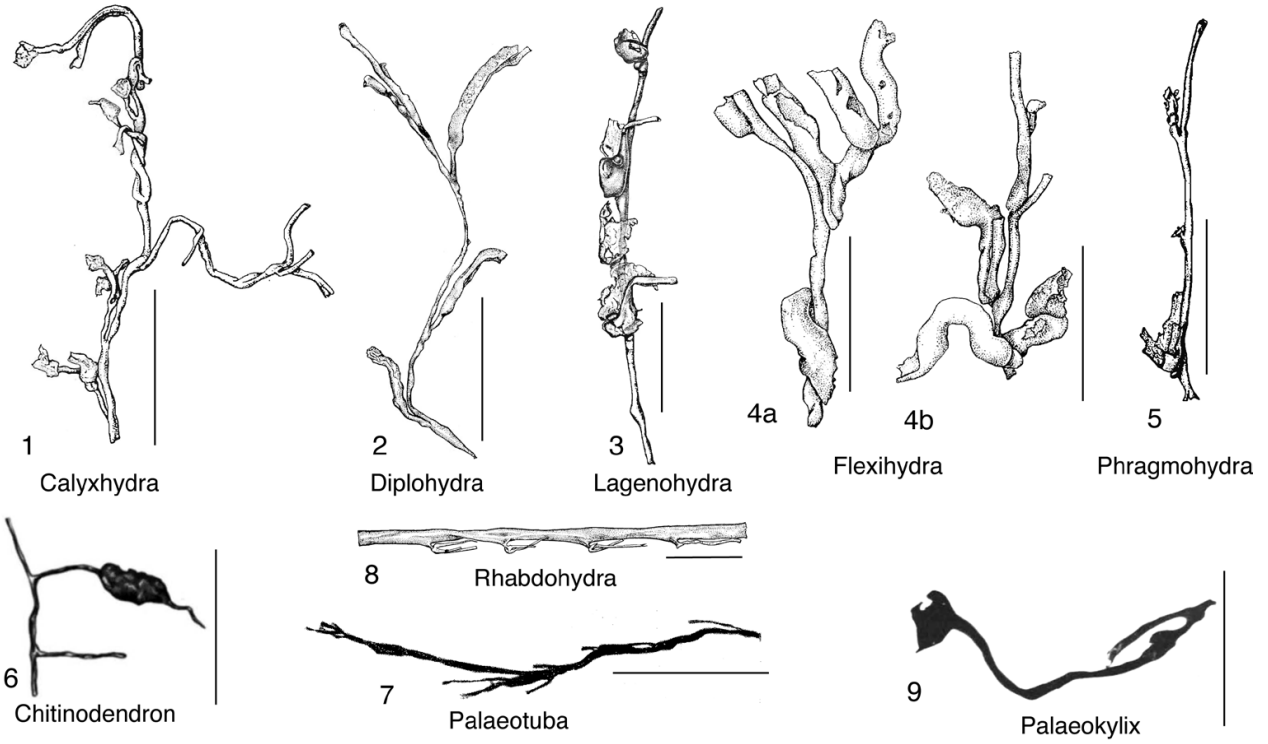 1
Calyxhydra
2
Diplohydra
3
Lagenohydra
4a
4b
Flexihydra
5
Phragmohydra
6
Chitinodendron
8
Rhabdohydra
7
Palaeotuba
9
Palaeokylix